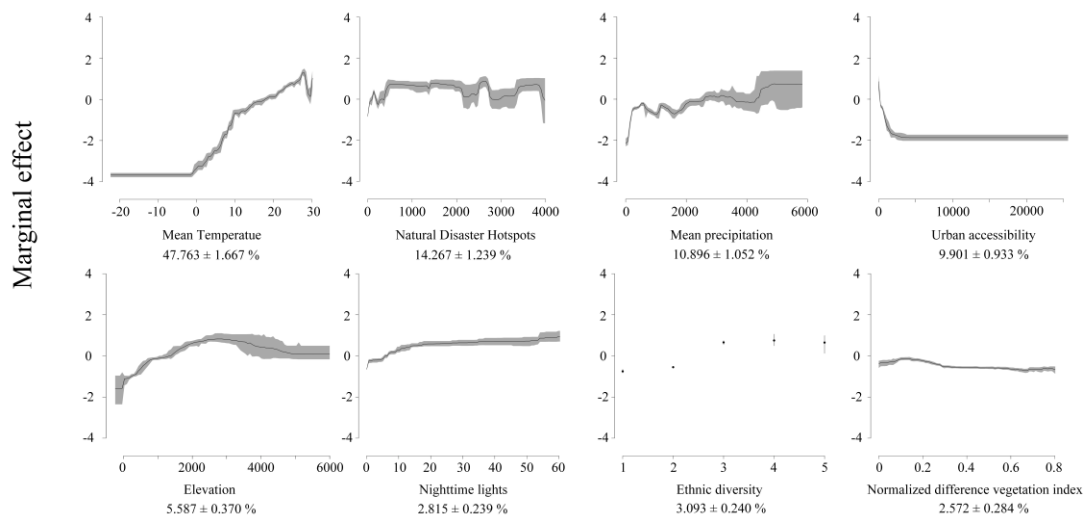 Marginal effect
4 4 4 4
2 2 2 2
0 0 0 0
-2 -2 -2 -2
-4 -4 -4 -4
-20 -10 0 10 20 30 0 1000 2000 3000 4000 0 2000 4000 6000 0 10000 20000
Mean Temperatue Natural Disaster Hotspots Mean precipitation Urban accessibility
47.763 ± 1.667 % 14.267 ± 1.239 % 10.896 ± 1.052 % 9.901 ± 0.933 %
4 4 4 4
2 2 2 2
0 0 0 0
-2 -2 -2 -2
-4 -4 -4 -4
0 2000 4000 6000 0 10 20 30 40 50 60 1 2 3 4 5 0 0.2 0.4 0.6 0.8
Elevation Nighttime lights Ethnic diversity Normalized difference vegetation index
5.587 ± 0.370 % 2.815 ± 0.239 % 3.093 ± 0.240 % 2.572 ± 0.284 %